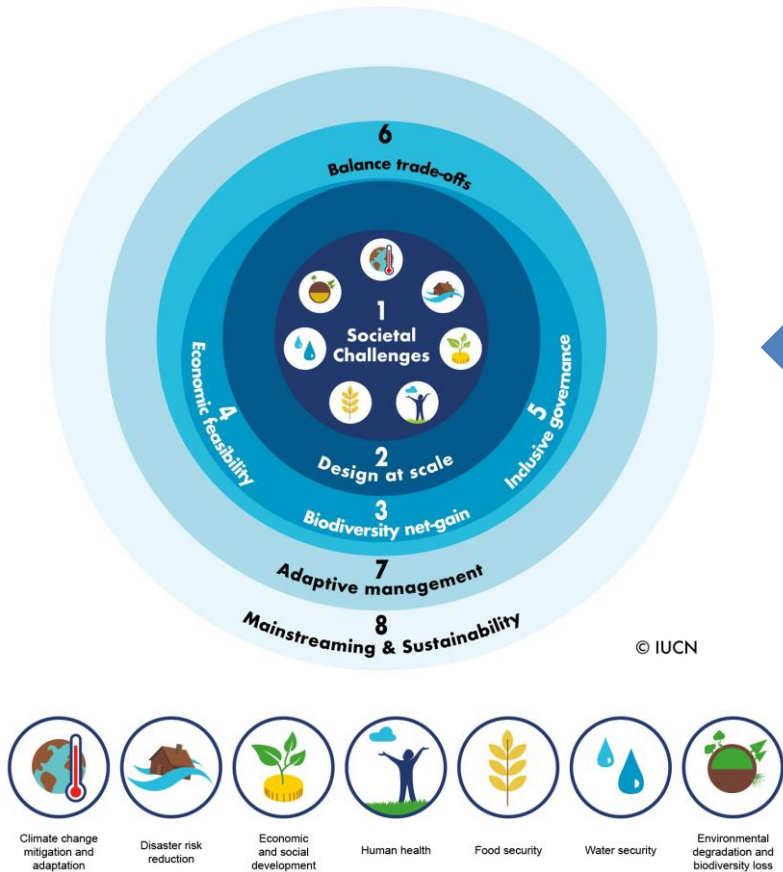 6
Balance trade-offs
1
Societal
Challenges
4
Economic feasibility
5
Inclusive governance
2
Design at scale
3
Biodiversity net-gain
7
Adaptive management
8
Mainstreaming & Sustainability
© IUCN
Climate change
mitigation and
adaptation
Disaster risk
reduction
Economic
and social
development
Human health
Food security
Water security
Environmental
degradation and
biodiversity loss